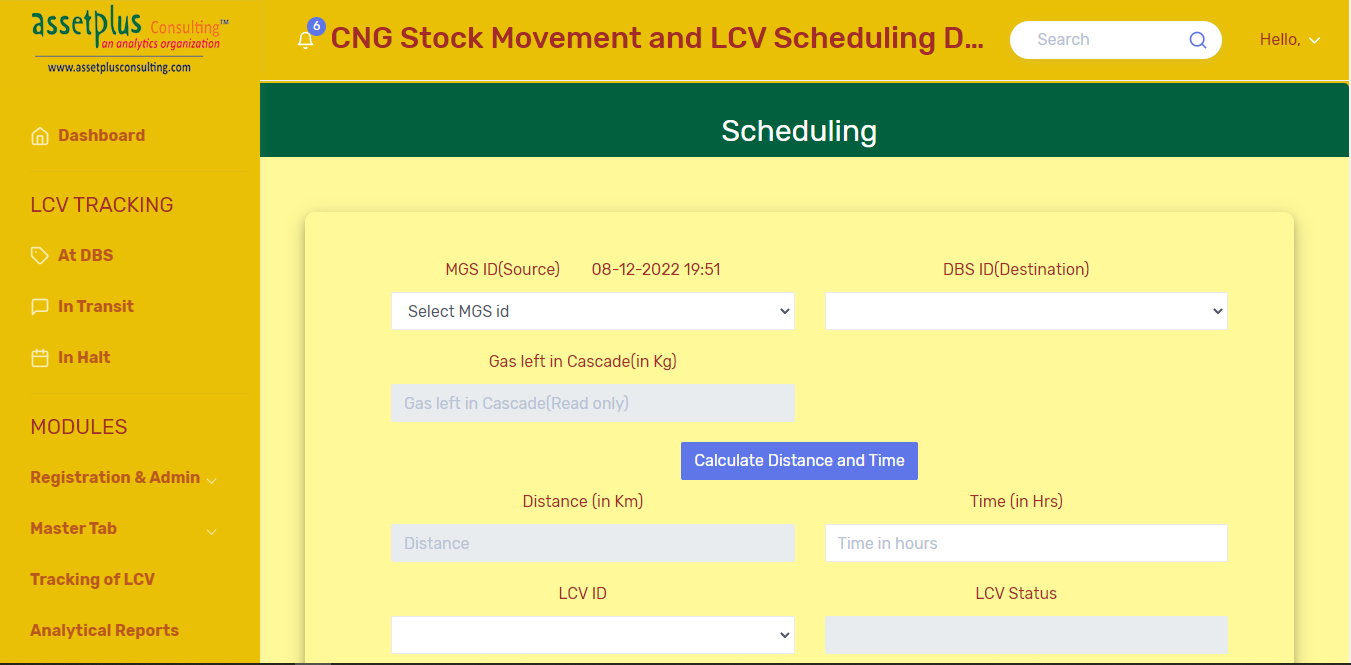 assetplus Consulting™
an analytics organization
www.assetplusconsulting.com
Dashboard
LCV TRACKING
At DBS
In Transit
In Halt
MODULES
Registration & Admin
Master Tab
Tracking of LCV
Analytical Reports
6
CNG Stock Movement and LCV Scheduling D...
Search
Hello,
Scheduling
MGS ID(Source) 08-12-2022 19:51
DBS ID(Destination)
Select MGS id
Gas left in Cascade(in Kg)
Gas left in Cascade(Read only)
Calculate Distance and Time
Distance (in Km)
Time (in Hrs)
Distance
Time in hours
LCV ID
LCV Status